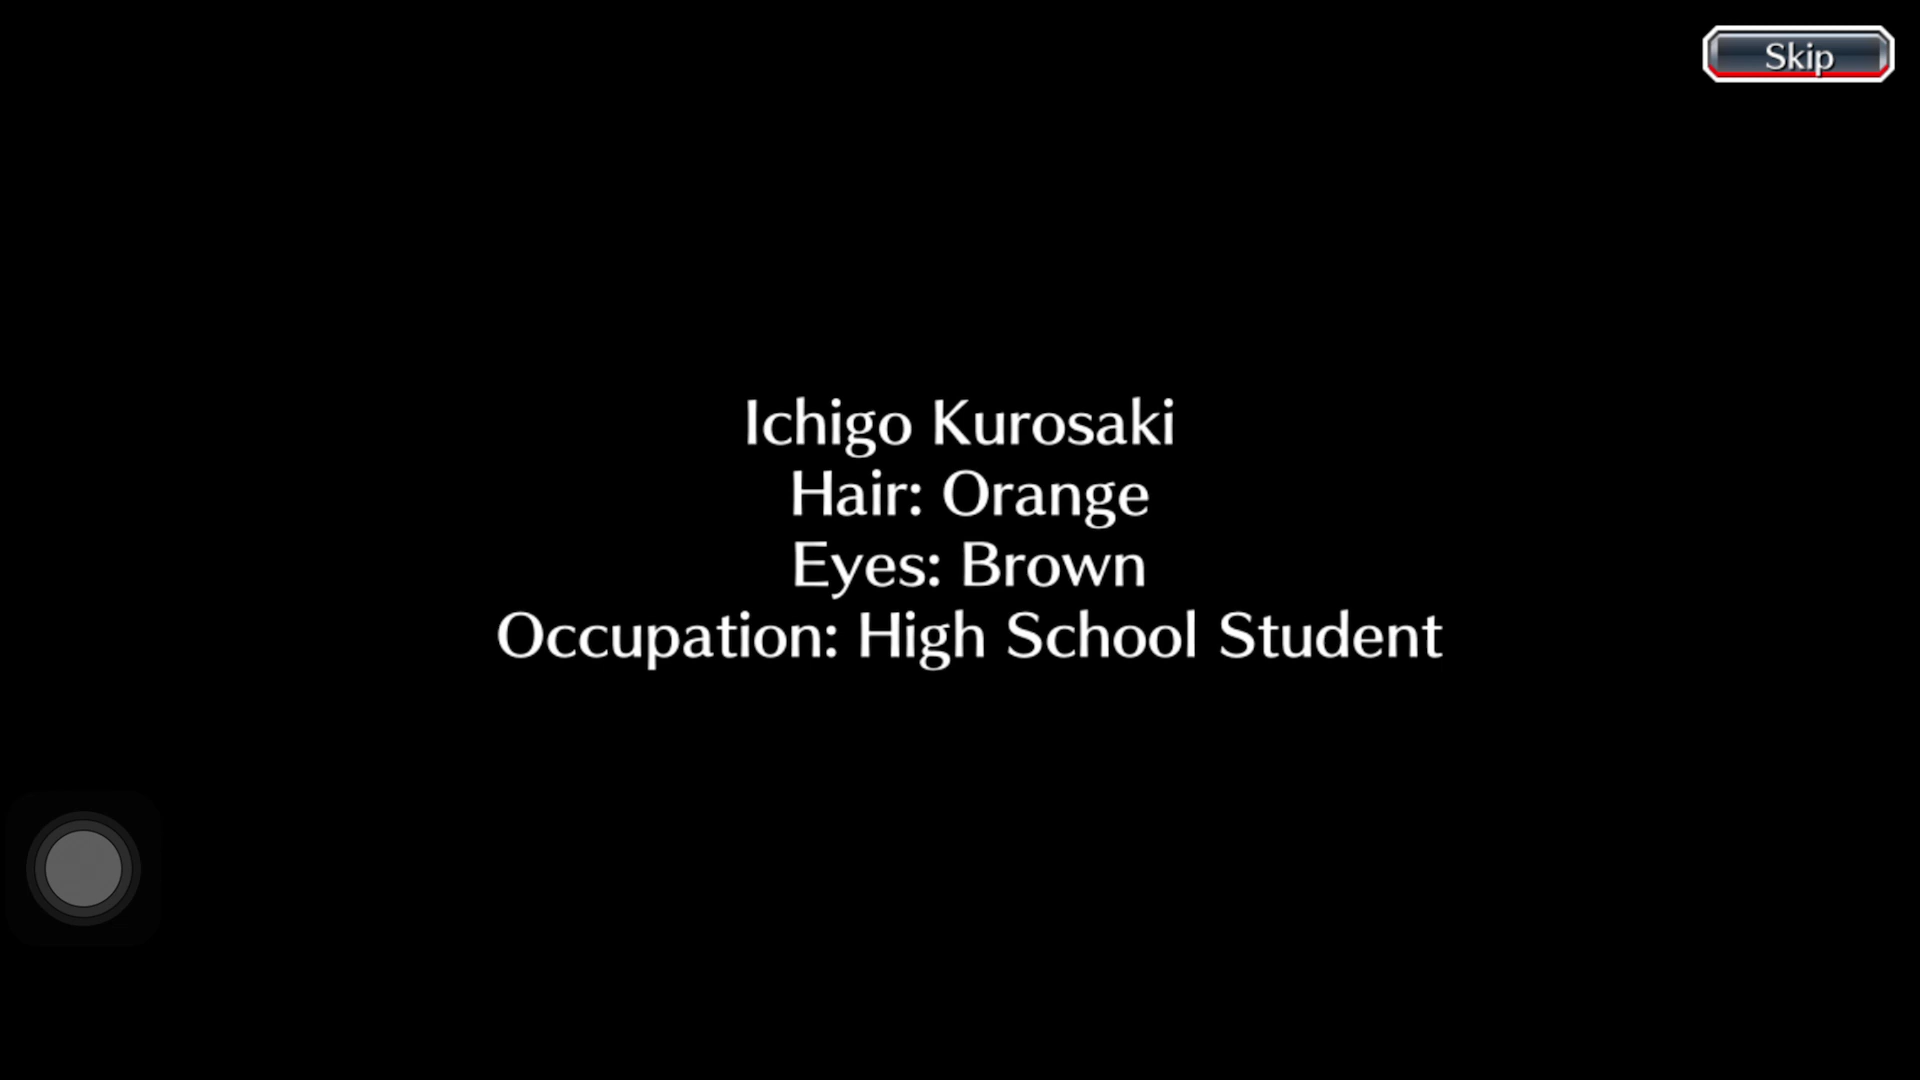 Skip
Ichigo Kurosaki
Hair: Orange
Eyes: Brown
Occupation: High School Student